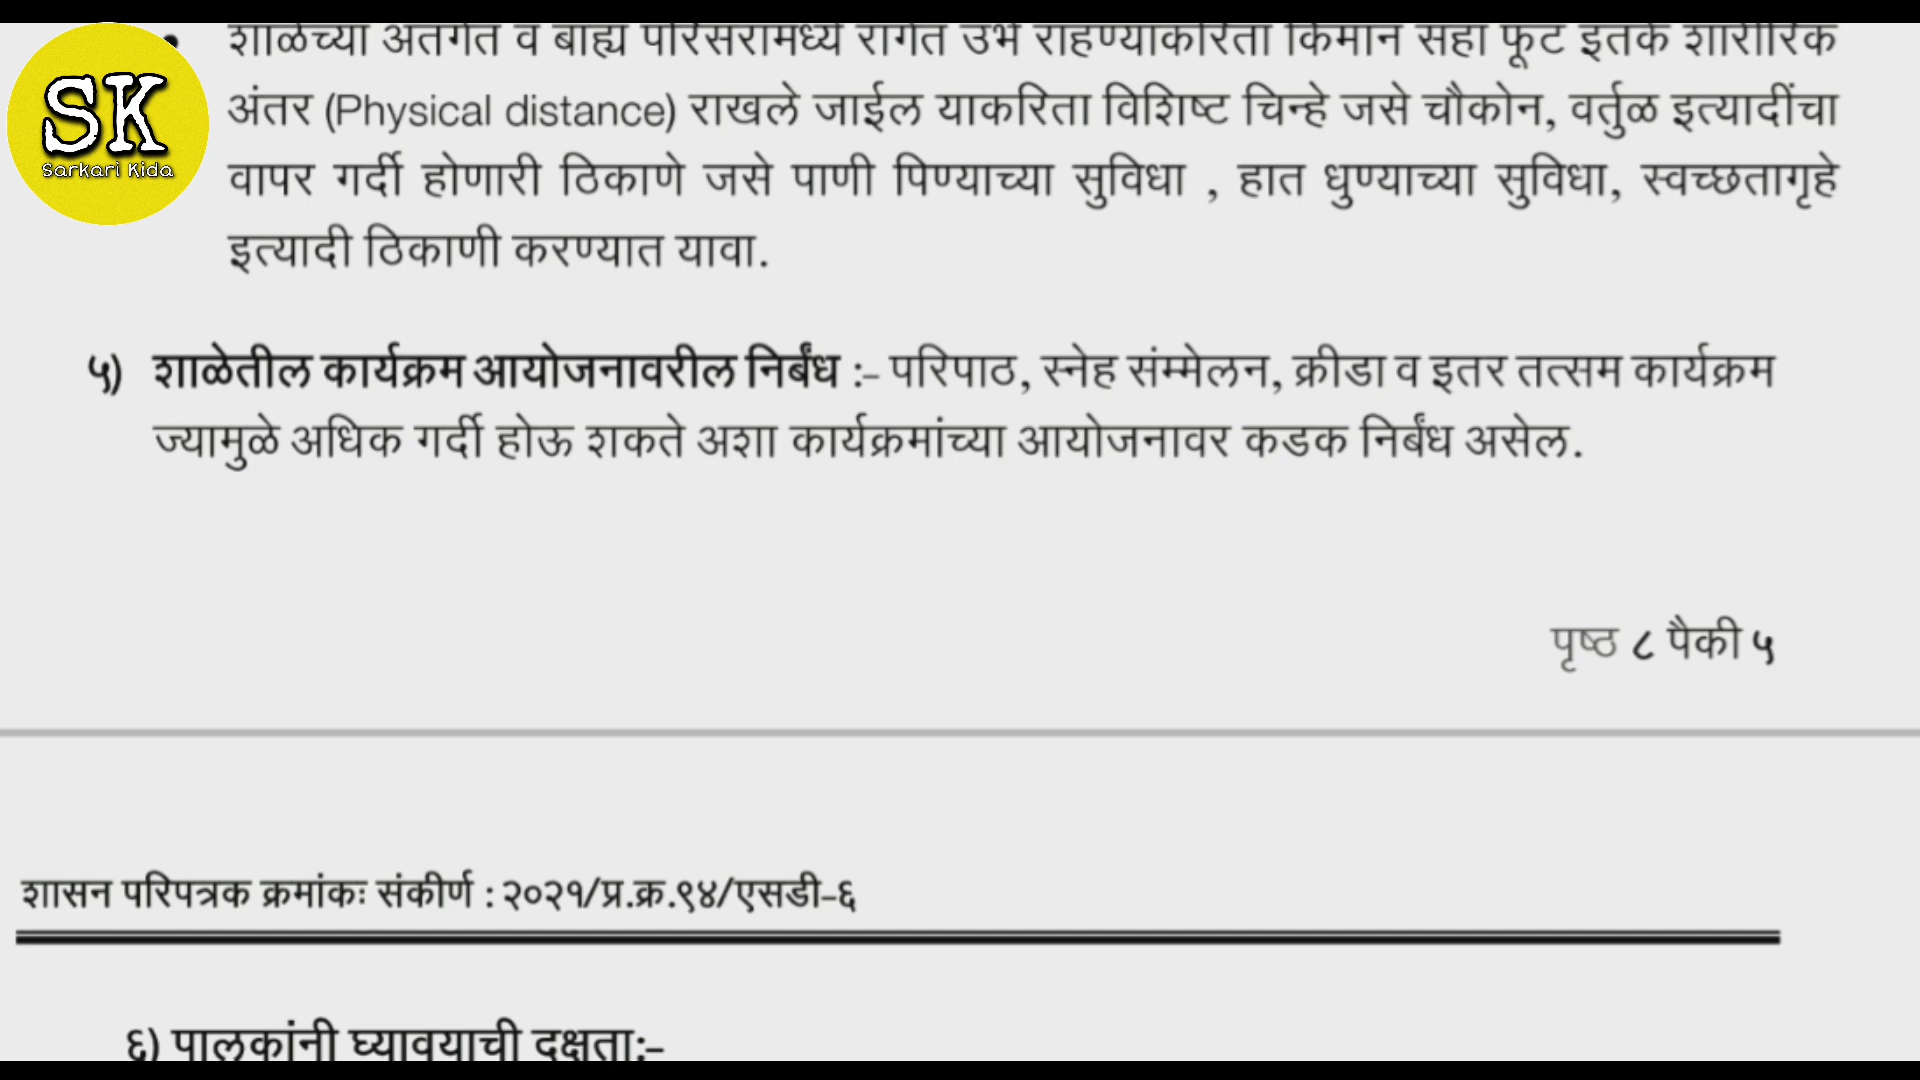 शाळेच्या अंतर्गत व बाह्य परिसरामध्ये रांगेत उभे राहण्याकरिता किमान सहा फूट इतके शारीरिक
अंतर (Physical distance) राखले जाईल याकरिता विशिष्ट चिन्हे जसे चौकोन, वर्तुळ इत्यादींचा
वापर गर्दी होणारी ठिकाणे जसे पाणी पिण्याच्या सुविधा , हात धुण्याच्या सुविधा, स्वच्छतागृहे
इत्यादी ठिकाणी करण्यात यावा.
SK
Sarkari Kida
५) शाळेतील कार्यक्रम आयोजनावरील निर्बंध :- परिपाठ, स्नेह संम्मेलन, क्रीडा व इतर तत्सम कार्यक्रम
ज्यामुळे अधिक गर्दी होऊ शकते अशा कार्यक्रमांच्या आयोजनावर कडक निर्बंध असेल.
पृष्ठ ८ पैकी ५
शासन परिपत्रक क्रमांकः संकीर्ण : २०२१/प्र.क्र.९४/एसडी-६
६) पालकांनी घ्यावयाची दक्षता:-